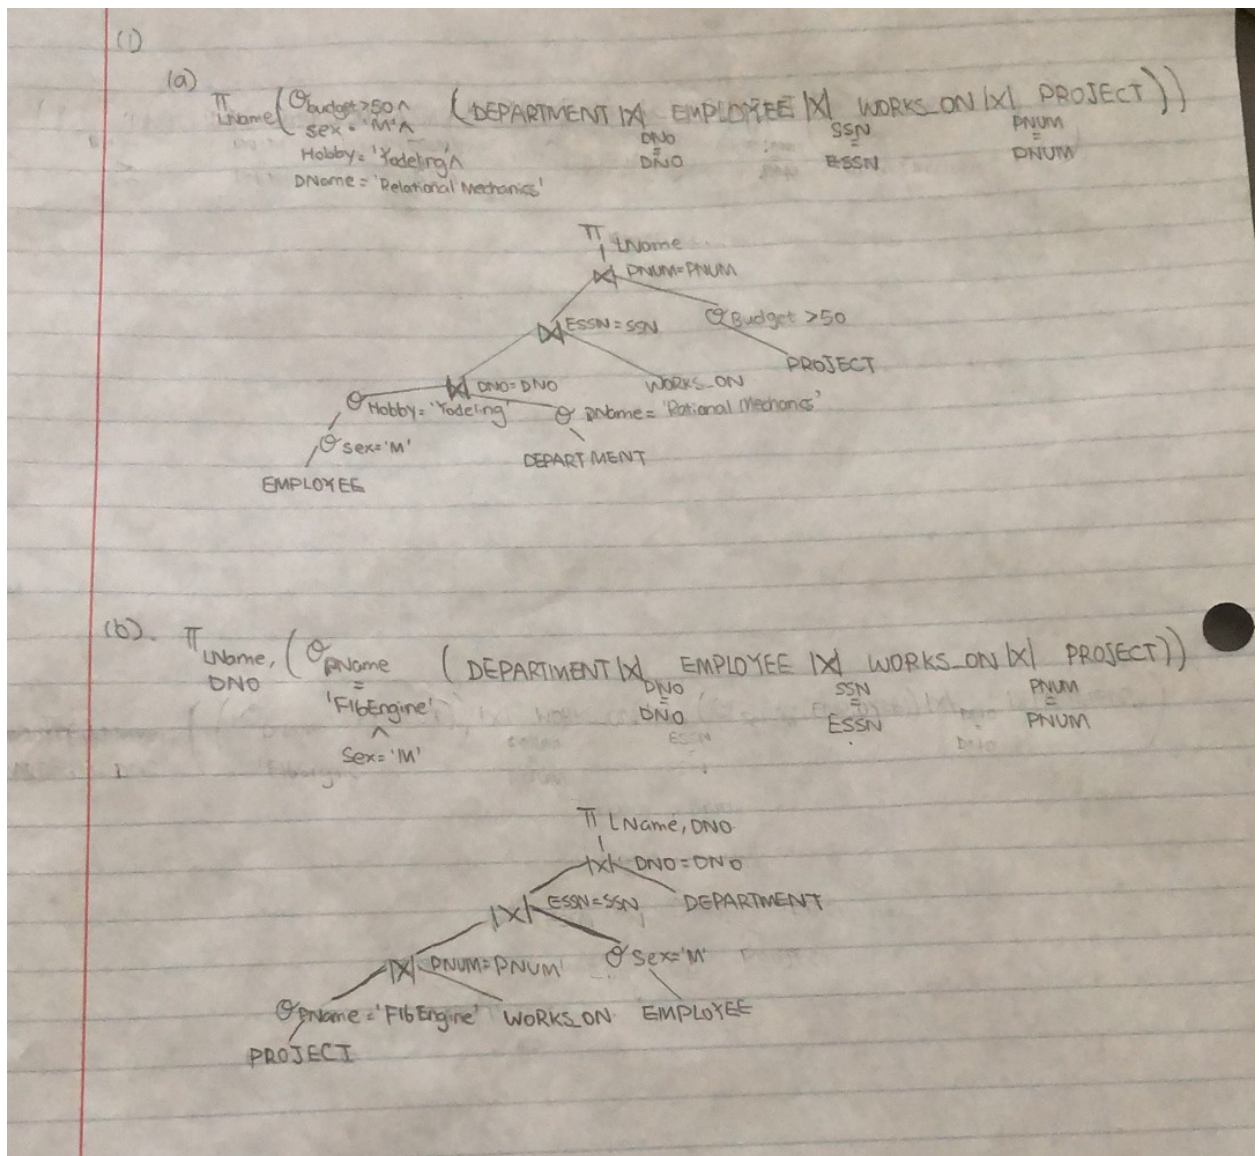 (1)
(a)
π LName (σ budget>50 ∧ (DEPARTMENT |X| EMPLOYEE |X| WORKS_ON |X| PROJECT))
sex = 'M' ∧ DNO SSN PNUM
= = =
Hobby = 'Yodeling' ∧ DNO ESSN PNUM
DName = 'Relational Mechanics'
π LName
⋈ PNUM=PNUM
⋈ ESSN=SSN σ Budget >50
PROJECT
⋈ DNO=DNO WORKS_ON
σ Hobby='Yodeling' σ DName='Rational Mechanics'
σ sex='M' DEPARTMENT
EMPLOYEE
(b). π LName, (σ PName (DEPARTMENT |X| EMPLOYEE |X| WORKS_ON |X| PROJECT))
DNO = DNO SSN PNUM
'F16Engine' = = =
∧ DNO ESSN PNUM
Sex='M'
π LName, DNO
|X| DNO=DNO
|X| ESSN=SSN DEPARTMENT
|X| PNUM=PNUM σ Sex='M'
σ PName='F16Engine' WORKS_ON EMPLOYEE
PROJECT